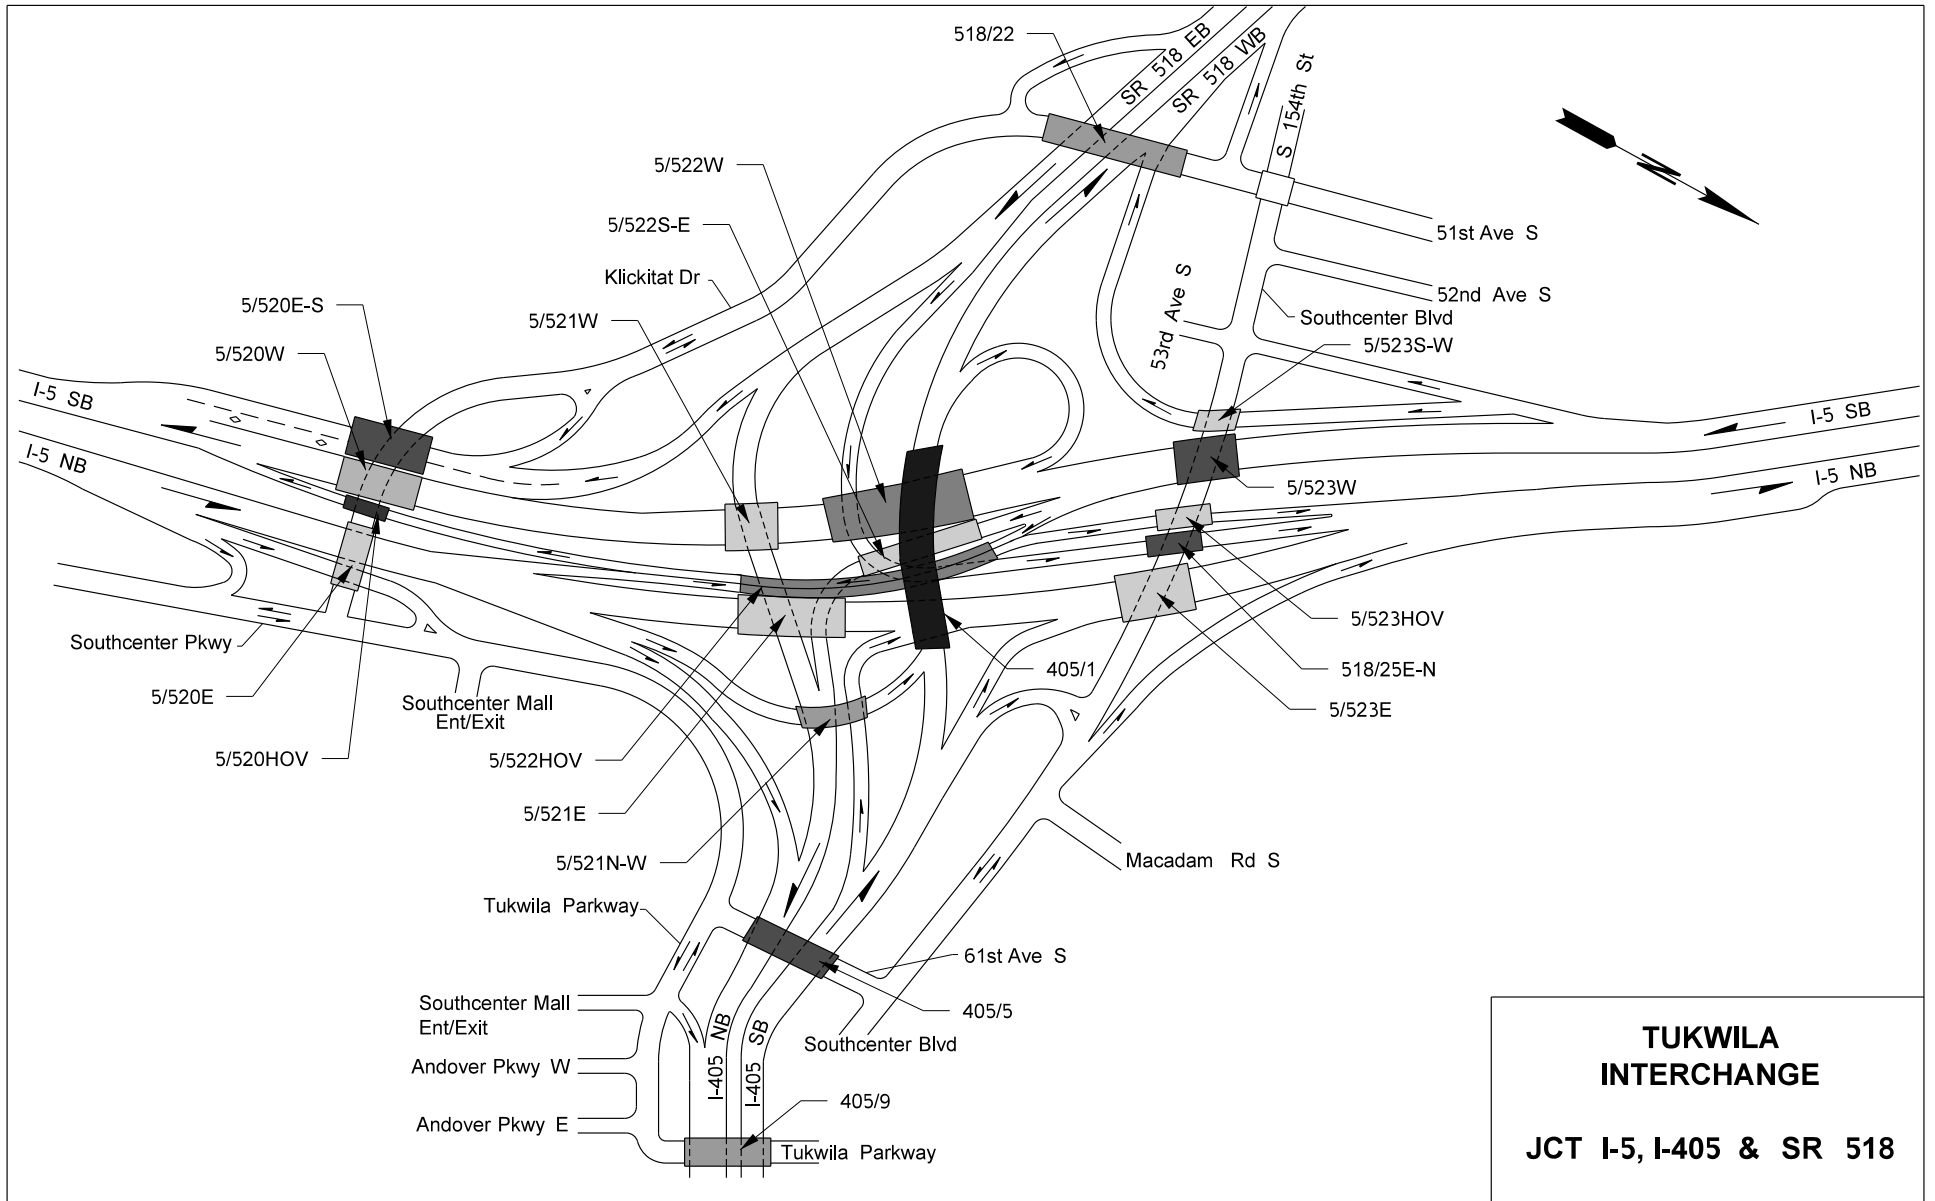 518/22
SR 518 EB
SR 518 WB
S 154th St
N
5/522W
5/522S-E
Klickitat Dr
51st Ave S
52nd Ave S
Southcenter Blvd
53rd Ave S
5/523S-W
5/520E-S
5/520W
5/521W
I-5 SB
I-5 NB
I-5 SB
I-5 NB
5/523W
5/523HOV
518/25E-N
5/523E
405/1
Southcenter Pkwy
5/520E
Southcenter Mall
Ent/Exit
5/520HOV
5/522HOV
5/521E
5/521N-W
Macadam Rd S
Tukwila Parkway
61st Ave S
405/5
Southcenter Mall
Ent/Exit
Southcenter Blvd
I-405 NB
I-405 SB
Andover Pkwy W
405/9
Andover Pkwy E
Tukwila Parkway
TUKWILA
INTERCHANGE
JCT I-5, I-405 & SR 518